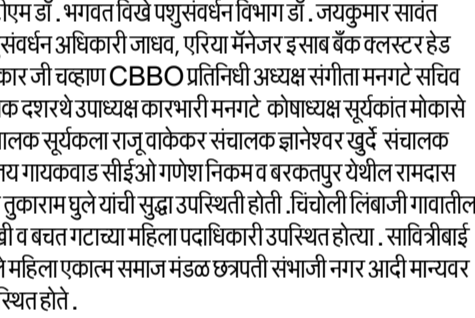 डॉ . भगवत विखे पशुसंवर्धन विभाग डॉ . जयकुमार सावंत
संवर्धन अधिकारी जाधव, एरिया मॅनेजर इसाब बँक क्लस्टर हेड
कार जी चव्हाण CBBO प्रतिनिधी अध्यक्ष संगीता मनगटे सचिव
क दशरथे उपाध्यक्ष कारभारी मनगटे कोषाध्यक्ष सूर्यकांत मोकासे
ालक सूर्यकला राजू वाकेकर संचालक ज्ञानेश्वर खुर्दे संचालक
गायकवाड सीईओ गणेश निकम व बरकतपुर येथील रामदास
तुकाराम घुले यांची सुद्धा उपस्थिती होती .चिंचोली लिंबाजी गावातील
व बचत गटाच्या महिला पदाधिकारी उपस्थित होत्या . सावित्रीबाई
महिला एकात्म समाज मंडळ छत्रपती संभाजी नगर आदी मान्यवर
स्थित होते .